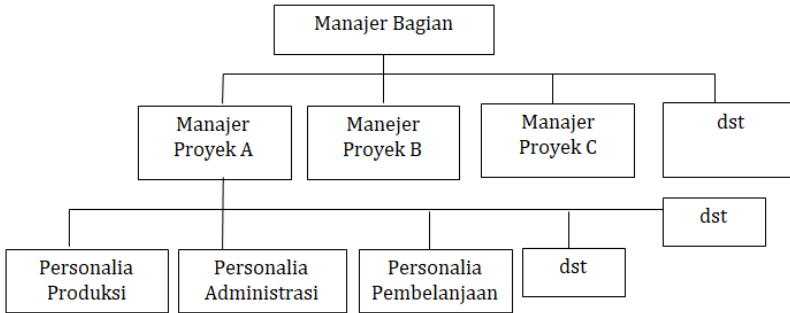 Manajer Bagian
Manajer
Proyek A
Manejer
Proyek B
Manajer
Proyek C
dst
dst
Personalia
Produksi
Personalia
Administrasi
Personalia
Pembelanjaan
dst